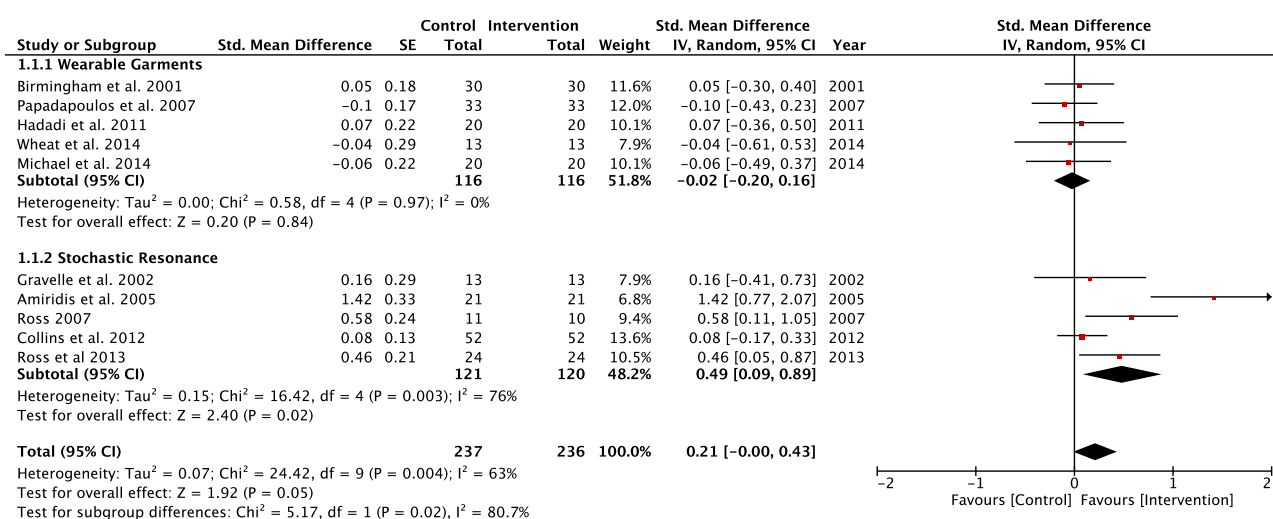 Control Intervention Std. Mean Difference Std. Mean Difference
Study or Subgroup Std. Mean Difference SE Total Total Weight IV, Random, 95% CI Year IV, Random, 95% CI
1.1.1 Wearable Garments
Birmingham et al. 2001 0.05 0.18 30 30 11.6% 0.05 [-0.30, 0.40] 2001
Papadapoulos et al. 2007 −0.1 0.17 33 33 12.0% −0.10 [-0.43, 0.23] 2007
Hadadi et al. 2011 0.07 0.22 20 20 10.1% 0.07 [-0.36, 0.50] 2011
Wheat et al. 2014 −0.04 0.29 13 13 7.9% −0.04 [-0.61, 0.53] 2014
Michael et al. 2014 −0.06 0.22 20 20 10.1% −0.06 [-0.49, 0.37] 2014
Subtotal (95% CI) 116 116 51.8% −0.02 [-0.20, 0.16]
Heterogeneity: Tau² = 0.00; Chi² = 0.58, df = 4 (P = 0.97); I² = 0%
Test for overall effect: Z = 0.20 (P = 0.84)
1.1.2 Stochastic Resonance
Gravelle et al. 2002 0.16 0.29 13 13 7.9% 0.16 [-0.41, 0.73] 2002
Amiridis et al. 2005 1.42 0.33 21 21 6.8% 1.42 [0.77, 2.07] 2005
Ross 2007 0.58 0.24 11 10 9.4% 0.58 [0.11, 1.05] 2007
Collins et al. 2012 0.08 0.13 52 52 13.6% 0.08 [-0.17, 0.33] 2012
Ross et al 2013 0.46 0.21 24 24 10.5% 0.46 [0.05, 0.87] 2013
Subtotal (95% CI) 121 120 48.2% 0.49 [0.09, 0.89]
Heterogeneity: Tau² = 0.15; Chi² = 16.42, df = 4 (P = 0.003); I² = 76%
Test for overall effect: Z = 2.40 (P = 0.02)
Total (95% CI) 237 236 100.0% 0.21 [-0.00, 0.43]
Heterogeneity: Tau² = 0.07; Chi² = 24.42, df = 9 (P = 0.004); I² = 63%
Test for overall effect: Z = 1.92 (P = 0.05)
Test for subgroup differences: Chi² = 5.17, df = 1 (P = 0.02), I² = 80.7%
−2 −1 0 1 2
Favours [Control] Favours [Intervention]